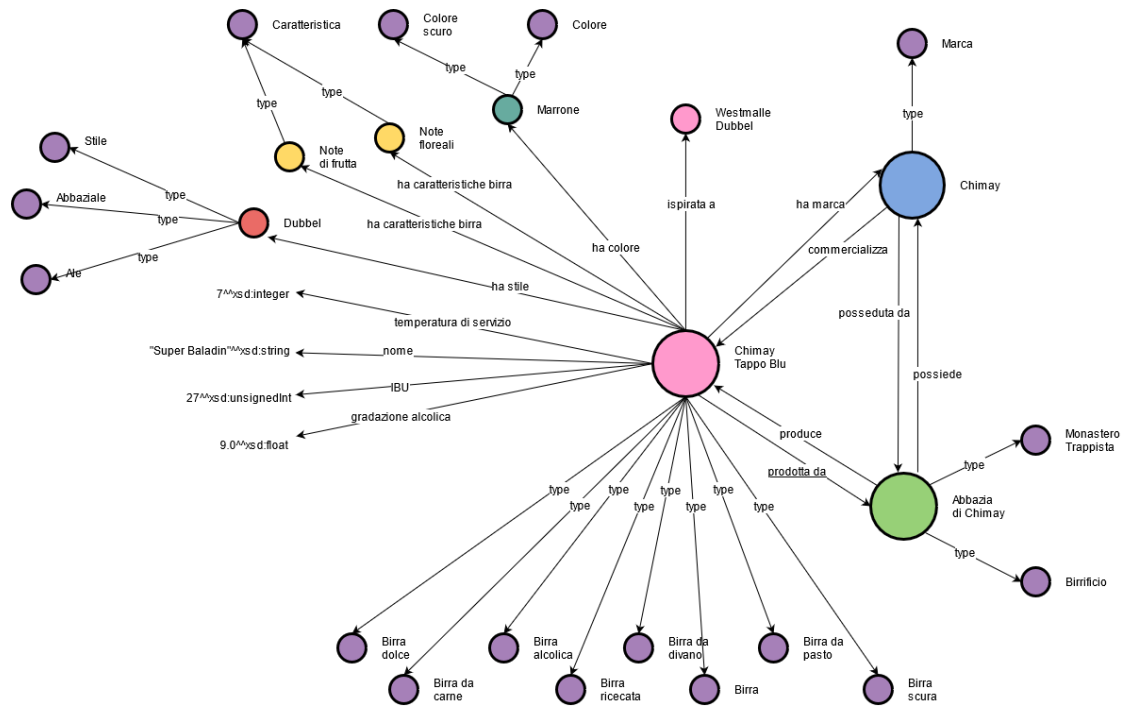 Caratteristica
Colore
scuro
Colore
Marca
type
type
type
type
type
Marrone
Westmalle
Dubbel
Stile
Note
di frutta
Note
floreali
Chimay
Abbaziale
type
type
type
Dubbel
ha caratteristiche birra
ha caratteristiche birra
ispirata a
ha marca
commercializza
ha colore
Ale
ha stile
7^^xsd:integer
temperatura di servizio
posseduta da
"Super Baladin"^^xsd:string
nome
Chimay
Tappo Blu
possiede
27^^xsd:unsignedInt
IBU
gradazione alcolica
9.0^^xsd:float
produce
prodotta da
Monastero
Trappista
type
Abbazia
di Chimay
type
Birrificio
type
type
type
type
type
type
type
type
Birra
dolce
Birra
alcolica
Birra da
divano
Birra da
pasto
Birra da
carne
Birra
ricecata
Birra
Birra
scura